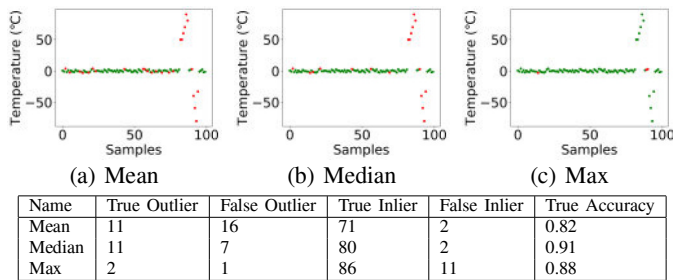 Temperature (°C)
50
0
−50
0
50
100
Samples
(a) Mean
Temperature (°C)
50
0
−50
0
50
100
Samples
(b) Median
Temperature (°C)
50
0
−50
0
50
100
Samples
(c) Max
Name True Outlier False Outlier True Inlier False Inlier True Accuracy
Mean 11 16 71 2 0.82
Median 11 7 80 2 0.91
Max 2 1 86 11 0.88